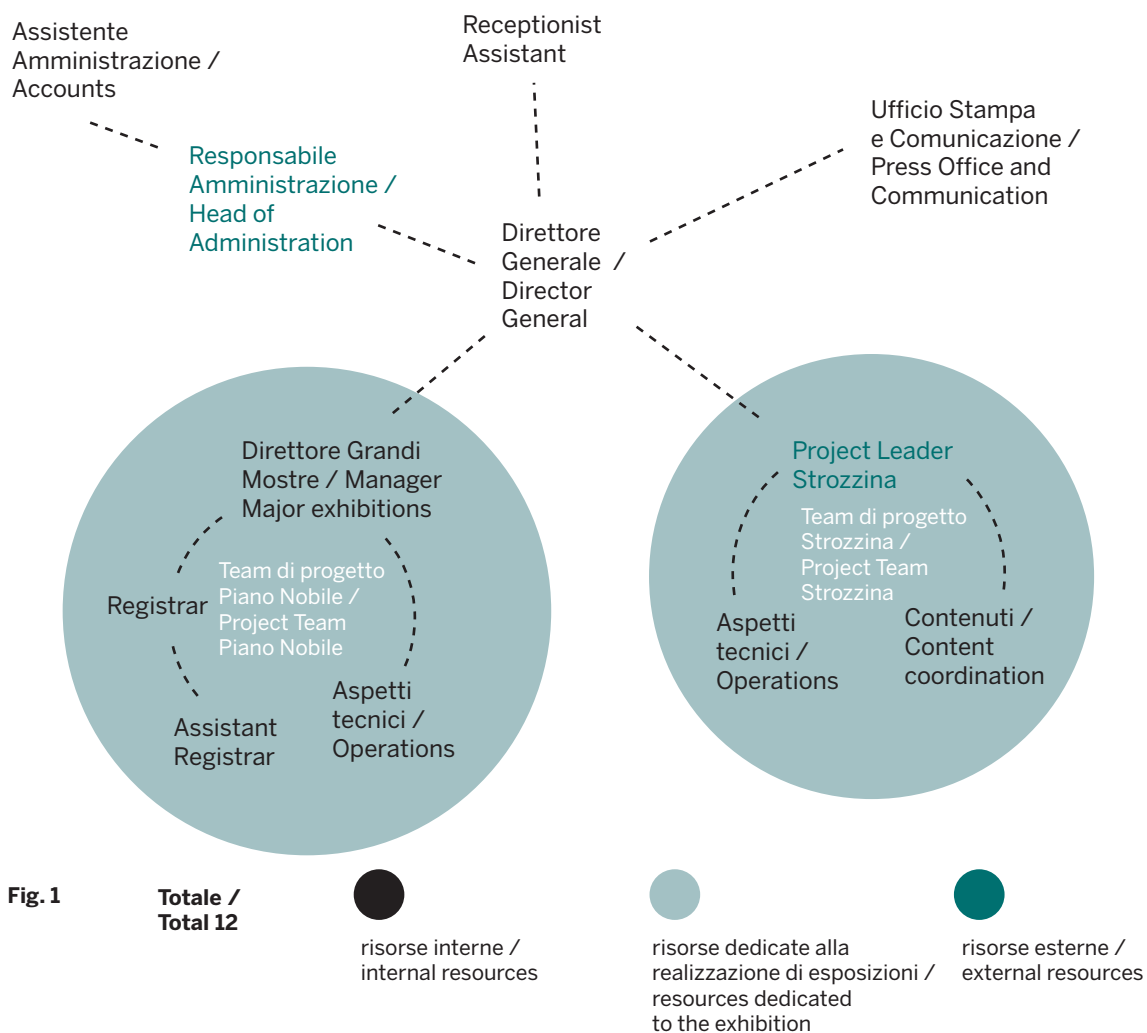 Assistente
Amministrazione /
Accounts
Receptionist
Assistant
Ufficio Stampa
e Comunicazione /
Press Office and
Communication
Responsabile
Amministrazione /
Head of
Administration
Direttore
Generale /
Director
General
Direttore Grandi
Mostre / Manager
Major exhibitions
Team di progetto
Piano Nobile /
Project Team
Piano Nobile
Registrar
Assistant
Registrar
Aspetti
tecnici /
Operations
Project Leader
Strozzina
Team di progetto
Strozzina /
Project Team
Strozzina
Aspetti
tecnici /
Operations
Contenuti /
Content
coordination
Fig. 1
Totale /
Total 12
risorse interne /
internal resources
risorse dedicate alla
realizzazione di esposizioni /
resources dedicated
to the exhibition
risorse esterne /
external resources